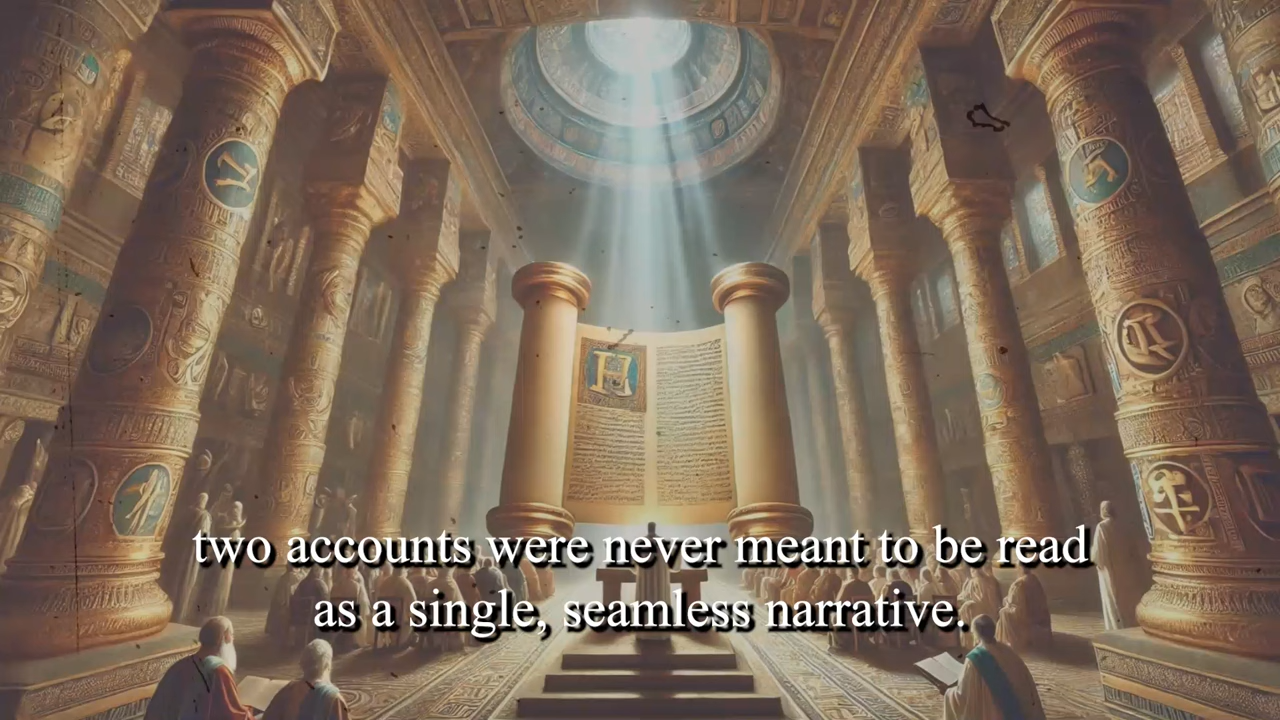 two accounts were never meant to be read
as a single, seamless narrative.